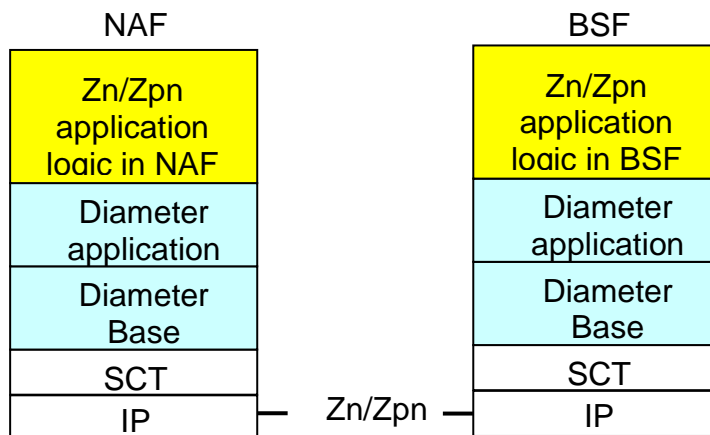 NAF
Zn/Zpn
application
logic in NAF
Diameter
application
Diameter
Base
SCT
IP
Zn/Zpn
BSF
Zn/Zpn
application
logic in BSF
Diameter
application
Diameter
Base
SCT
IP